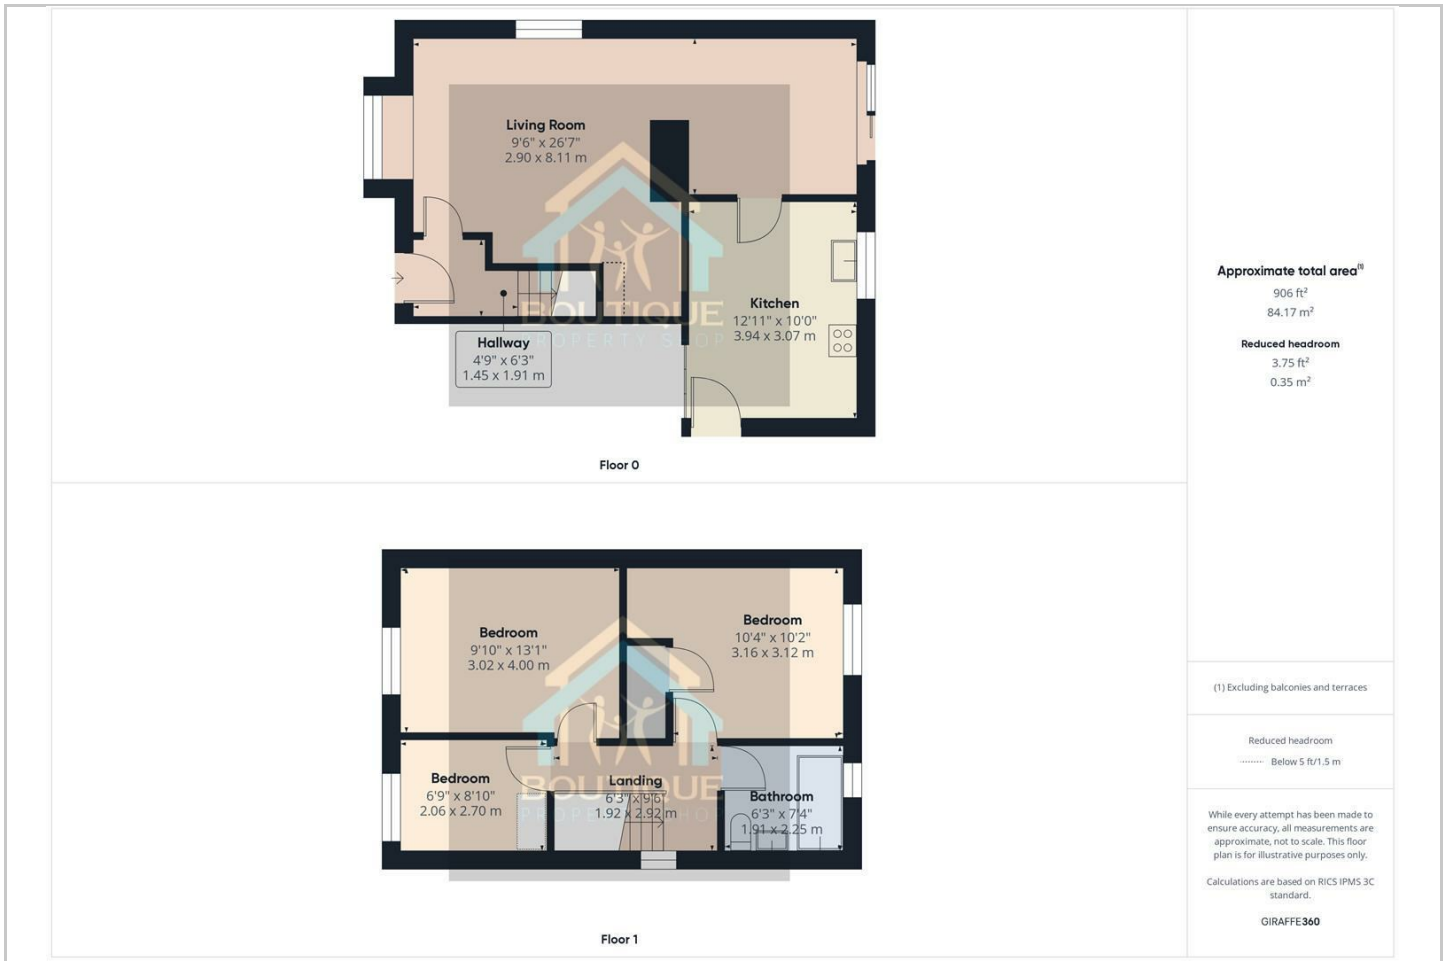 Living Room
9'6" x 26'7"
2.90 x 8.11 m
Kitchen
12'11" x 10'0"
3.94 x 3.07 m
Hallway
4'9" x 6'3"
1.45 x 1.91 m
BOUTIQUE
PROPERTY SHOP
Floor 0
Bedroom
9'10" x 13'1"
3.02 x 4.00 m
Bedroom
10'4" x 10'2"
3.16 x 3.12 m
Bedroom
6'9" x 8'10"
2.06 x 2.70 m
Landing
6'3" x 9'6"
1.92 x 2.92 m
Bathroom
6'3" x 7'4"
1.91 x 2.25 m
BOUTIQUE
PROPERTY SHOP
Floor 1
Approximate total area(1)
906 ft²
84.17 m²
Reduced headroom
3.75 ft²
0.35 m²
(1) Excluding balconies and terraces
Reduced headroom
Below 5 ft/1.5 m
While every attempt has been made to
ensure accuracy, all measurements are
approximate, not to scale. This floor
plan is for illustrative purposes only.
Calculations are based on RICS IPMS 3C
standard.
GIRAFFE360